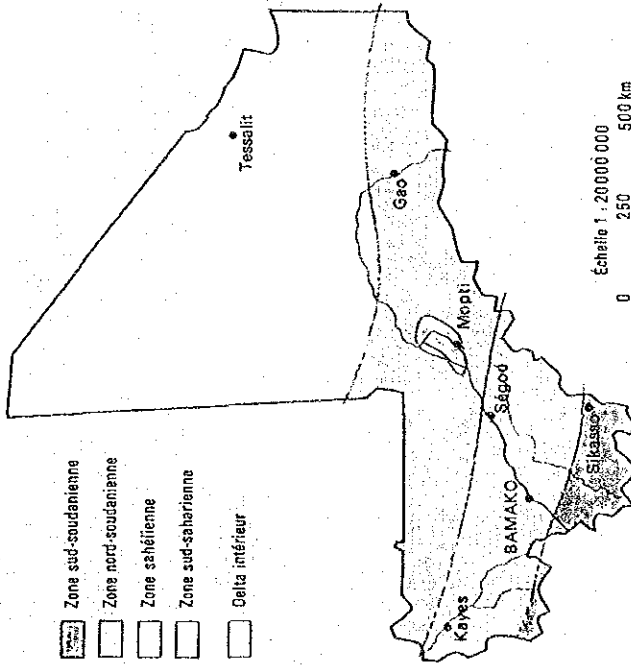 Zone sud-soudanienne
Zone nord-soudanienne
Zone sahélienne
Zone sud-saharienne
Delta intérieur
Tessalit
Gao
Mopti
Ségou
Kayes
BAMAKO
Sikasso
Échelle 1 : 20 000 000
0 250 500 km